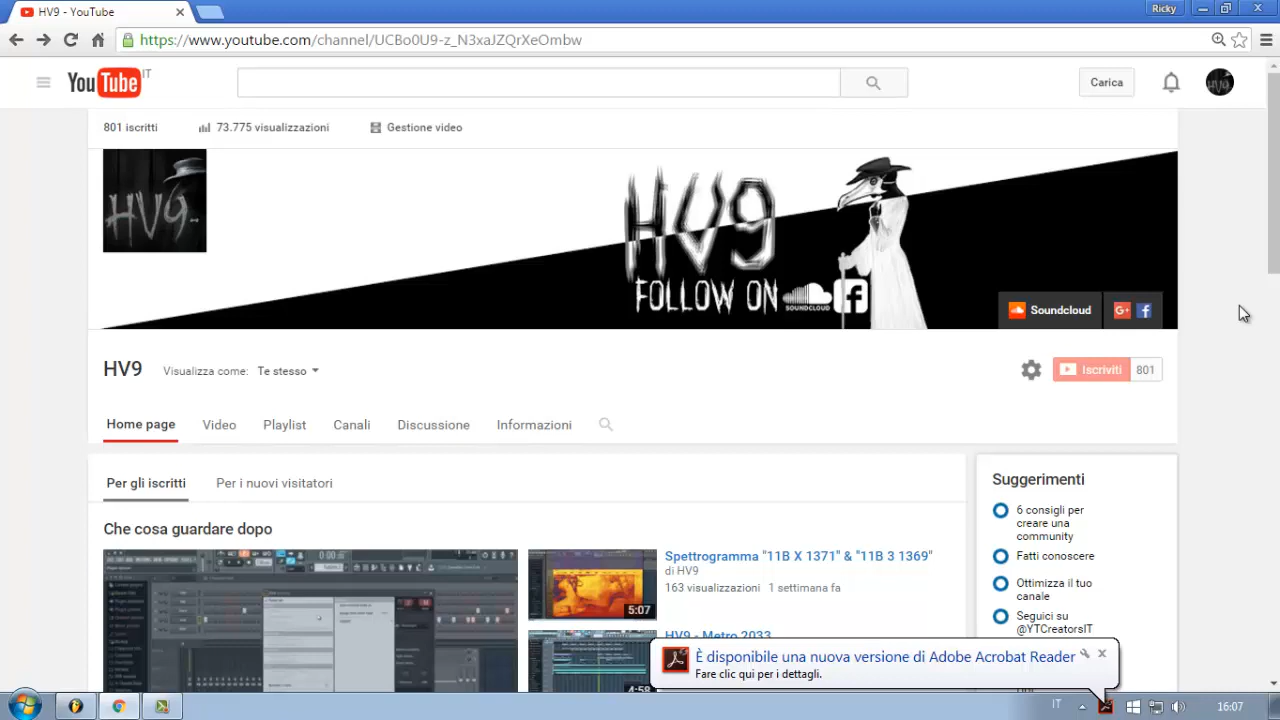 HV9 - YouTube
Ricky
https://www.youtube.com/channel/UCBo0U9-z_N3xaJZQrXeOmbw
YouTube IT
Carica
801 iscritti
73.775 visualizzazioni
Gestione video
HV9
HV9
FOLLOW ON SOUNDCLOUD f
Soundcloud
HV9
Visualizza come: Te stesso
Iscriviti 801
Home page
Video
Playlist
Canali
Discussione
Informazioni
Per gli iscritti
Per i nuovi visitatori
Che cosa guardare dopo
Spettrogramma "11B X 1371" & "11B 3 1369"
di HV9
163 visualizzazioni 1 settimana fa
5:07
HV9 - Metro 2033
4:58
Suggerimenti
6 consigli per
creare una
community
Fatti conoscere
Ottimizza il tuo
canale
Seguici su
@YTCreatorsIT
È disponibile una nuova versione di Adobe Acrobat Reader
Fare clic qui per i dettagli
IT
16:07